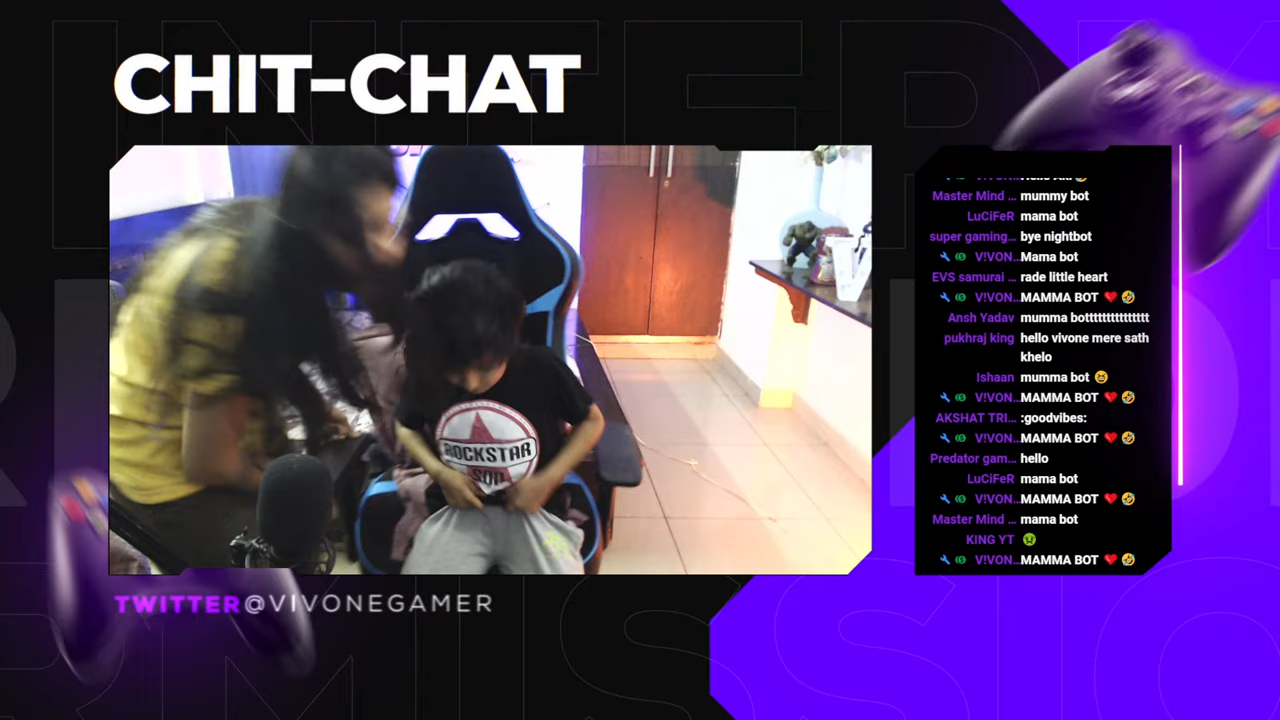 CHIT-CHAT
ROCKSTAR
Master Mind ... mummy bot
LuCiFeR mama bot
super gaming... bye nightbot
V!VON... Mama bot
EVS samurai ... rade little heart
V!VON... MAMMA BOT ❤️ 🤣
Ansh Yadav mumma botttttttttttttttt
pukhraj king hello vivone mere sath
khelo
Ishaan mumma bot 😆
V!VON... MAMMA BOT ❤️ 🤣
AKSHAT TRI... :goodvibes:
V!VON... MAMMA BOT ❤️ 🤣
Predator gam... hello
LuCiFeR mama bot
V!VON... MAMMA BOT ❤️ 🤣
Master Mind ... mama bot
KING YT 🤢
V!VON... MAMMA BOT ❤️ 🤣
TWITTER@VIVONEGAMER